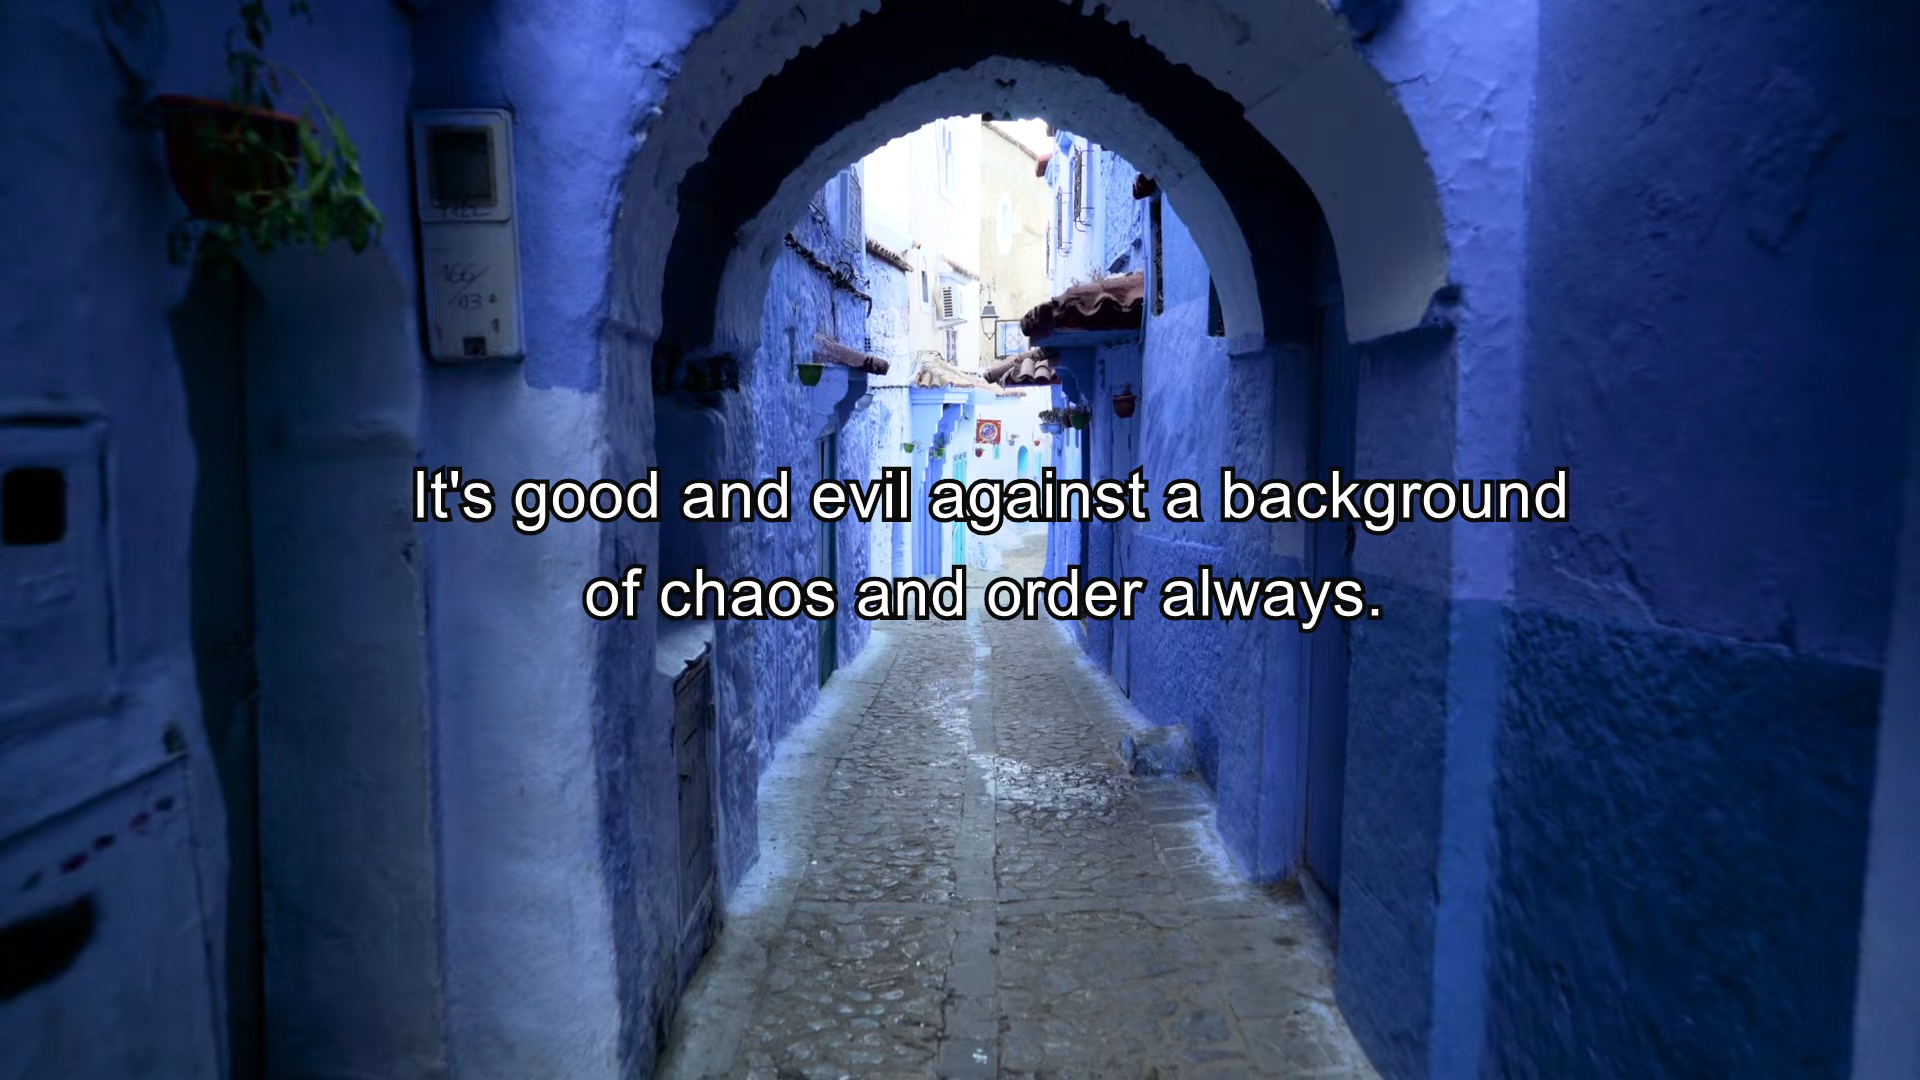 It's good and evil against a background
of chaos and order always.